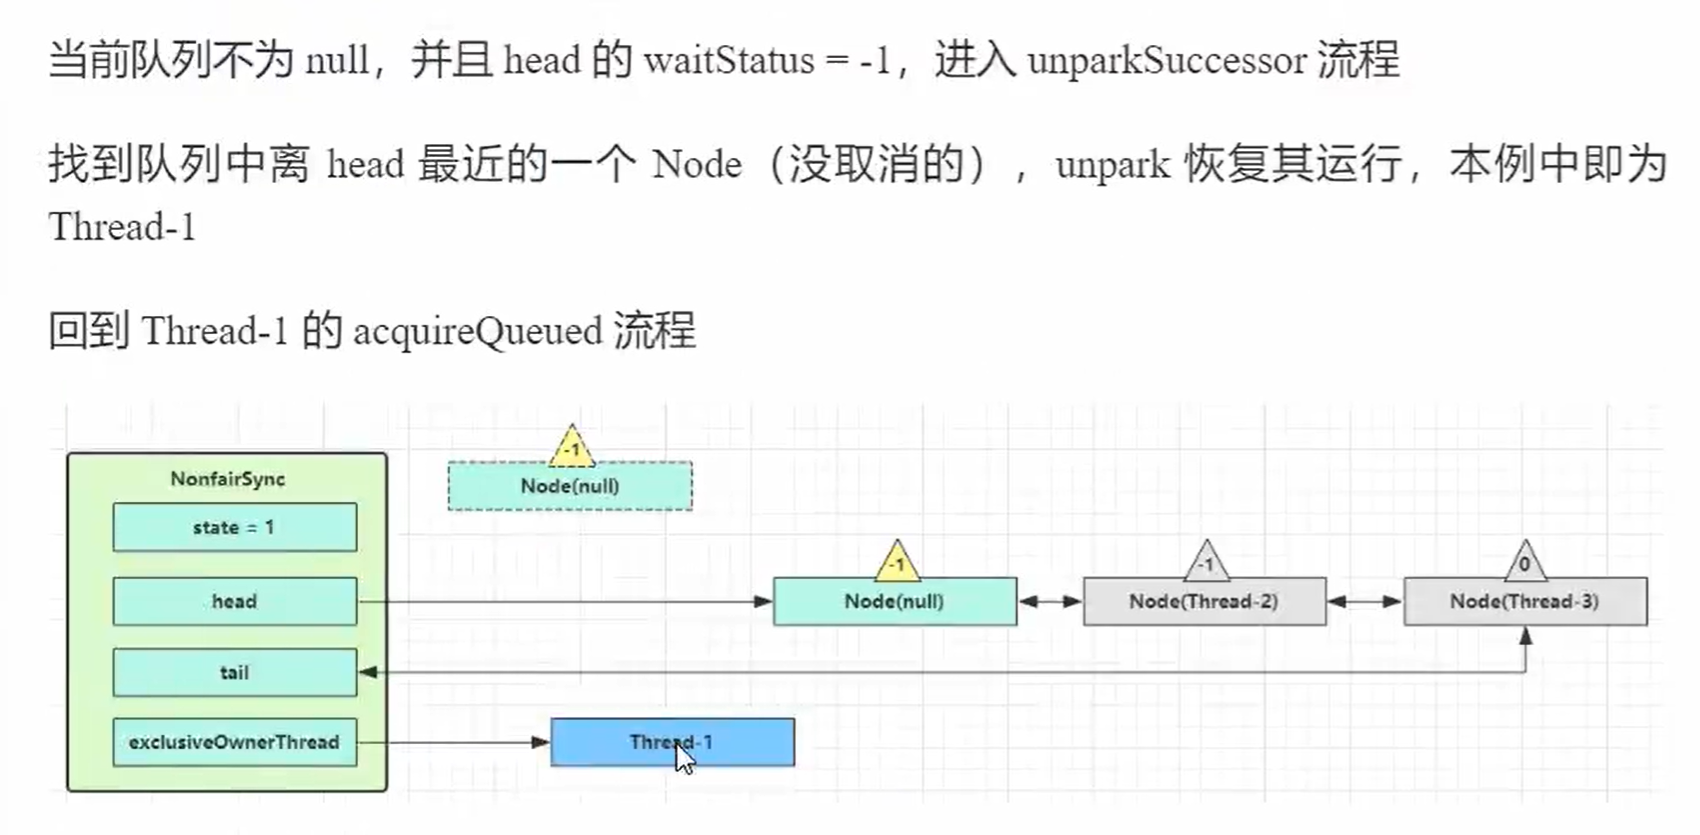 当前队列不为 null，并且 head 的 waitStatus = -1，进入 unparkSuccessor 流程
找到队列中离 head 最近的一个 Node（没取消的），unpark 恢复其运行，本例中即为
Thread-1
回到 Thread-1 的 acquireQueued 流程
-1
NonfairSync
Node(null)
state = 1
-1
-1
0
head
Node(null)
Node(Thread-2)
Node(Thread-3)
tail
exclusiveOwnerThread
Thread-1